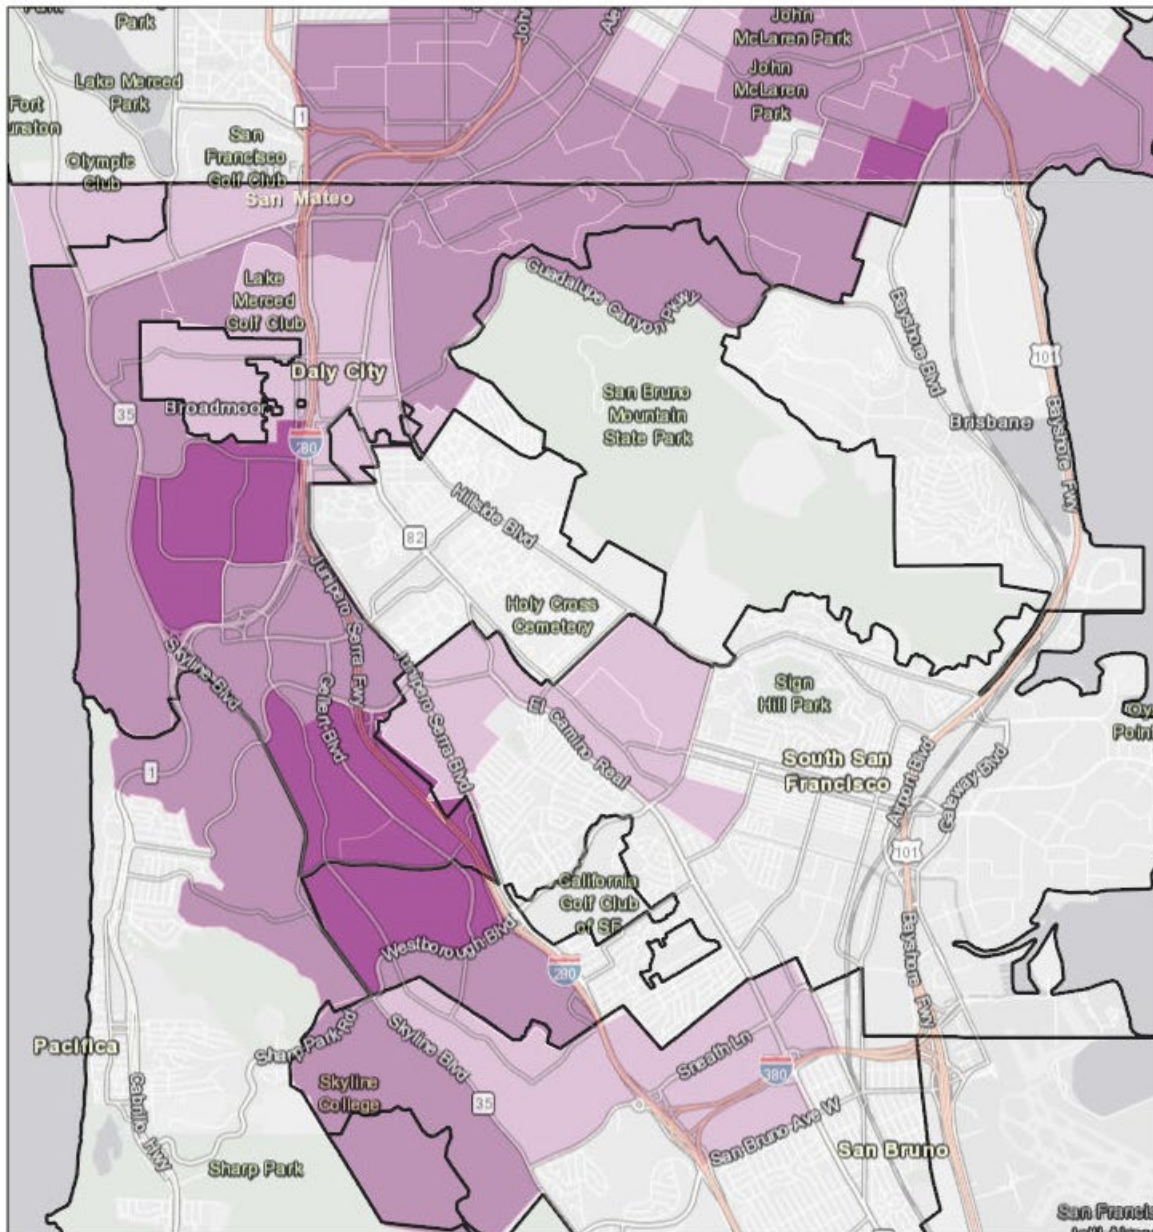 Park
John
McLaren Park
Lake Merced
Park
John
McLaren
Park
Fort
1
San
Francisco
Golf Club
Olympic
Club
San Mateo
Guadalupe Canyon Pkwy
Lake
Merced
Golf Club
Bayshore Blvd
101
Daly City
San Bruno
Mountain
State Park
35
Broadmoor
Brisbane
Bayshore Fwy
280
Hillside Blvd
82
Junipero Serra Fwy
Holy Cross
Cemetery
Skyline Blvd
Junipero Serra Blvd
Callan Blvd
Sign
Hill Park
El Camino Real
1
South San
Francisco
Airport Blvd
Gateway Blvd
101
California
Golf Club
of SF
Westborough Blvd
280
Bayshore Fwy
Pacifica
Sharp Park Rd
Skyline Blvd
Sneath Ln
380
Skyline
College
35
Cabrillo Hwy
San Bruno Ave W
San Bruno
Sharp Park